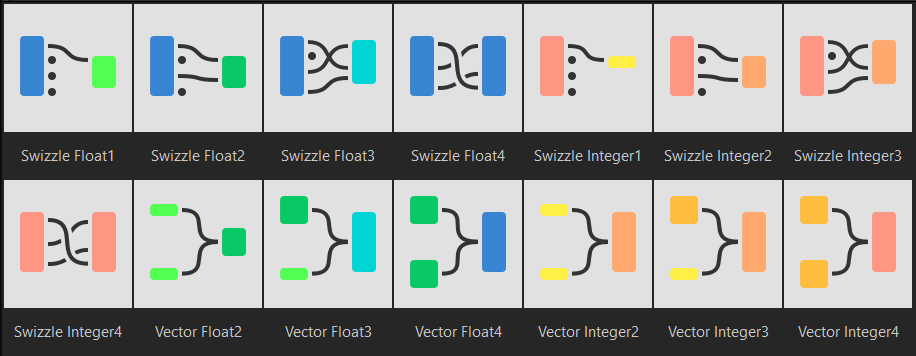 Swizzle Float1
Swizzle Float2
Swizzle Float3
Swizzle Float4
Swizzle Integer1
Swizzle Integer2
Swizzle Integer3
Swizzle Integer4
Vector Float2
Vector Float3
Vector Float4
Vector Integer2
Vector Integer3
Vector Integer4